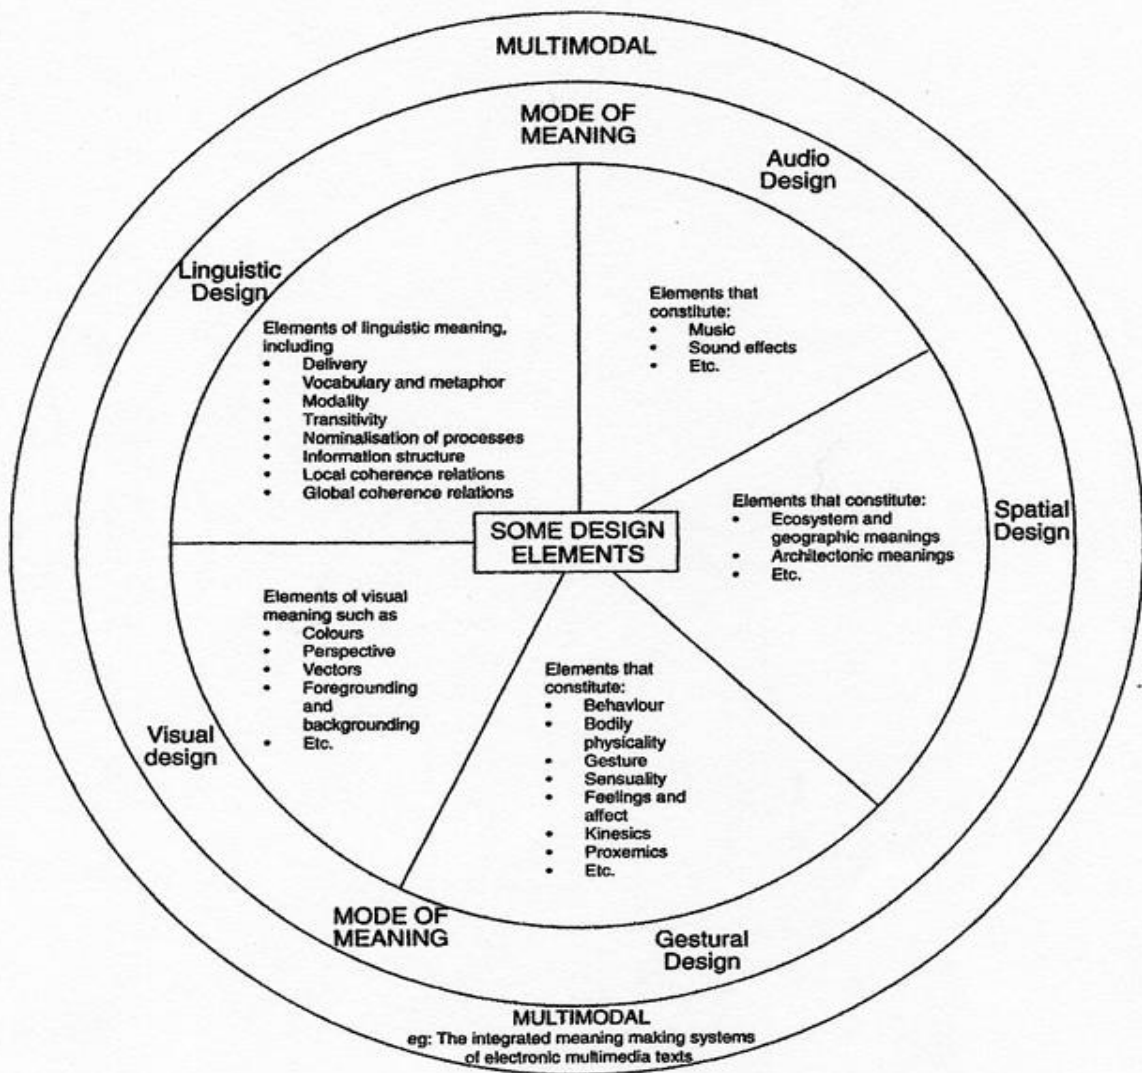 MULTIMODAL
MODE OF
MEANING
Audio
Design
Linguistic
Design
Elements that
constitute:
• Music
• Sound effects
• Etc.
Elements of linguistic meaning,
including
• Delivery
• Vocabulary and metaphor
• Modality
• Transitivity
• Nominalisation of processes
• Information structure
• Local coherence relations
• Global coherence relations
Elements that constitute:
• Ecosystem and
geographic meanings
• Architectonic meanings
• Etc.
Spatial
Design
SOME DESIGN
ELEMENTS
Elements of visual
meaning such as
• Colours
• Perspective
• Vectors
• Foregrounding
and
backgrounding
• Etc.
Visual
design
Elements that
constitute:
• Behaviour
• Bodily
physicality
• Gesture
• Sensuality
• Feelings and
affect
• Kinesics
• Proxemics
• Etc.
MODE OF
MEANING
Gestural
Design
MULTIMODAL
eg: The integrated meaning making systems
of electronic multimedia texts